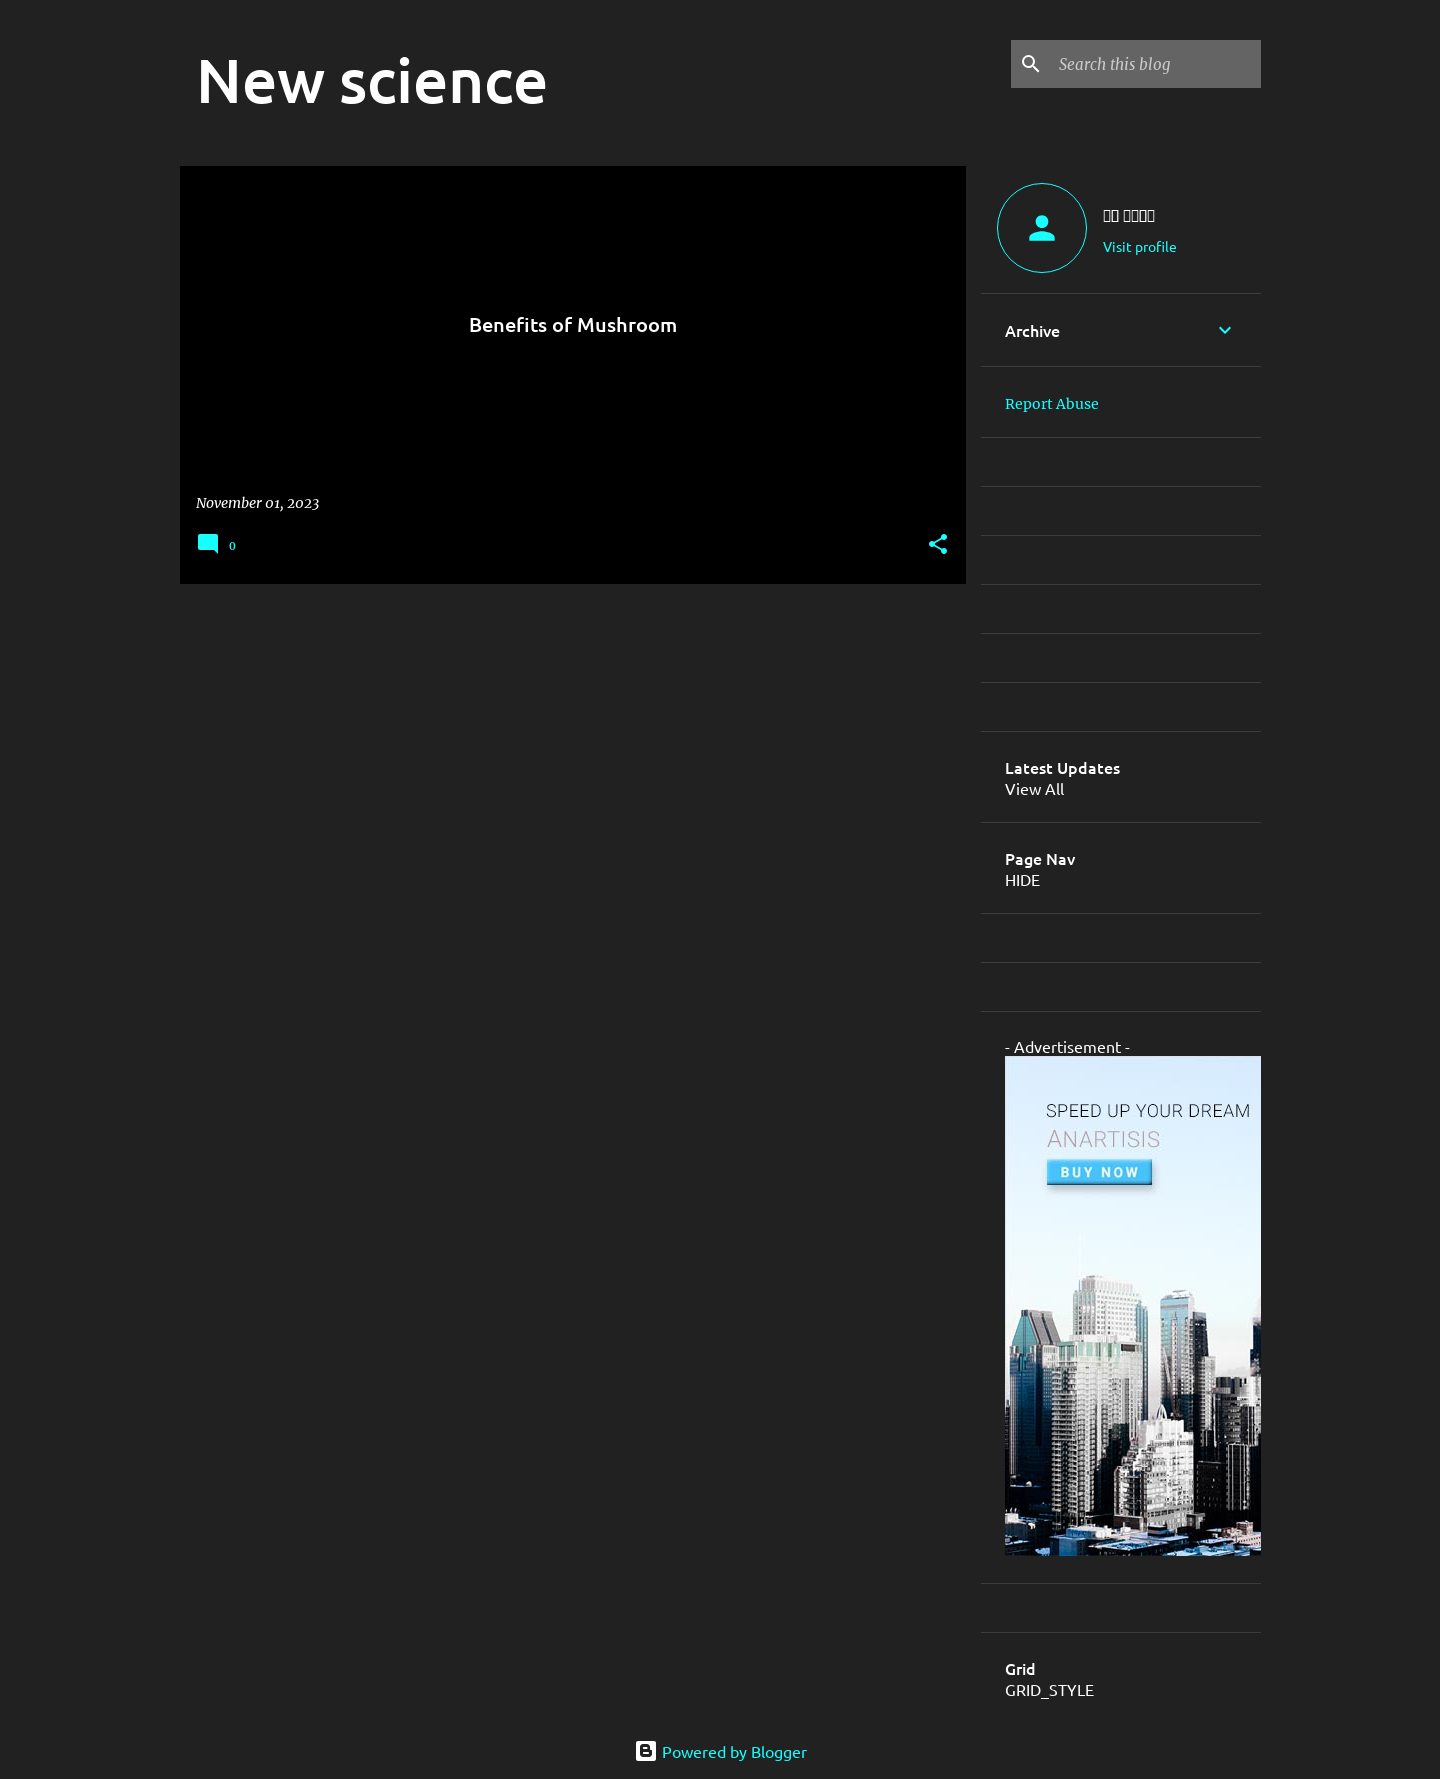 New science
Search this blog
Benefits of Mushroom
November 01, 2023
0
Visit profile
Archive
Report Abuse
Latest Updates
View All
Page Nav
HIDE
- Advertisement -
SPEED UP YOUR DREAM
ANARTISIS
BUY NOW
Grid
GRID_STYLE
Powered by Blogger